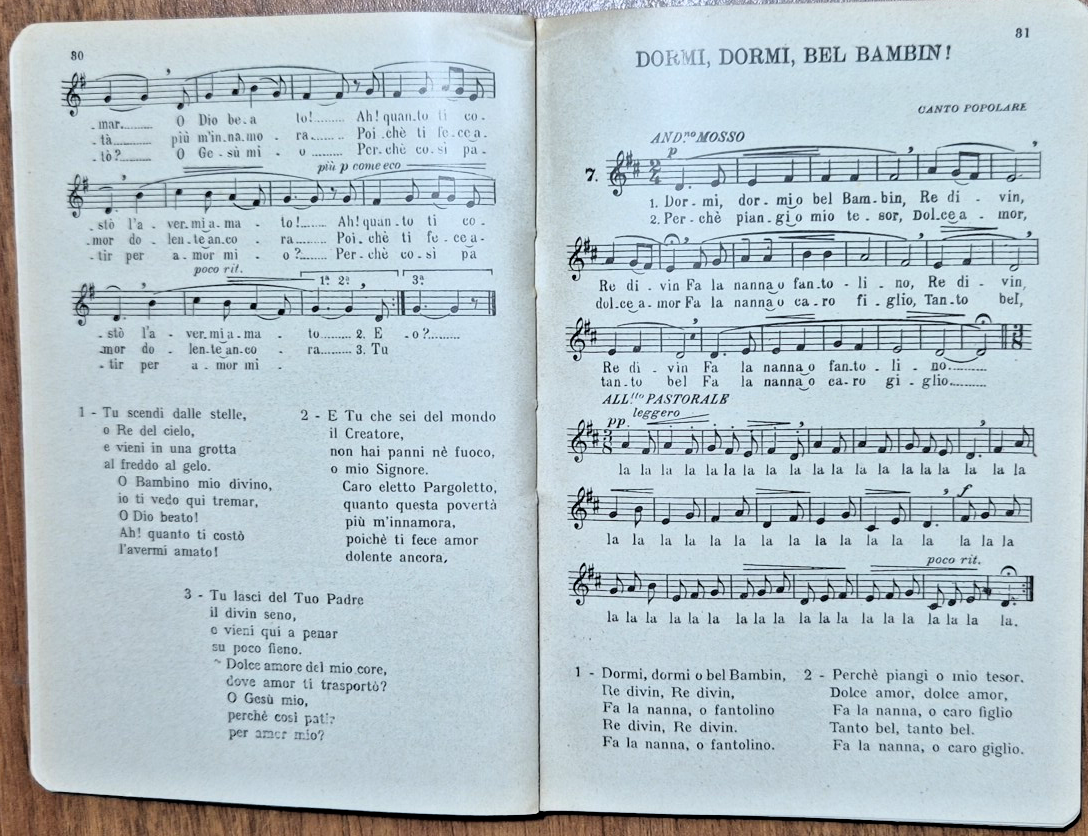 80
- mar......... O Dio be - a to!........ Ah! quan - to ti co -
- tà......... più m'in - na - mo - ra........ Poi - chè ti fe - ce a -
- tò?......... O Ge - sù mi - o ......... Per - chè co - sì pa -
più p come eco
- stò l'a - ver - mi a - ma - to!........ Ah! quan - to ti co -
- mor do - len - te an - co - ra........ Poi - chè ti fe - ce a -
- tir per a - mor mi - o?........ Per - chè co - sì pa
poco rit.
1ª 2ª 3ª
- stò l'a - ver - mi a - ma to........ 2. E - o?........
- mor do - len - te an - co - ra........ 3. Tu
- tir per a - mor mi -
1 - Tu scendi dalle stelle,
o Re del cielo,
e vieni in una grotta
al freddo al gelo.
O Bambino mio divino,
io ti vedo qui tremar,
O Dio beato!
Ah! quanto ti costò
l'avermi amato!
2 - E Tu che sei del mondo
il Creatore,
non hai panni nè fuoco,
o mio Signore.
Caro eletto Pargoletto,
quanto questa povertà
più m'innamora,
poichè ti fece amor
dolente ancora,
3 - Tu lasci del Tuo Padre
il divin seno,
e vieni qui a penar
su poco fieno.
Dolce amore del mio core,
dove amor ti trasportò?
O Gesù mio,
perchè così patir
per amor mio?
81
DORMI, DORMI, BEL BAMBIN!
CANTO POPOLARE
AND.no MOSSO
p
7. 2/4
1. Dor - mi, dor - mi o bel Bam - bin, Re di - vin,
2. Per - chè pian - gi o mio te - sor, Dol - ce a - mor,
Re di - vin Fa la nanna o fan - to - li - no, Re di - vin,
dol - ce a - mor Fa la nanna o ca - ro fi - glio, Tan - to bel,
Re di - vin Fa la nanna o fan - to - li - no.........
tan - to bel Fa la nanna o ca - ro gi - glio.........
ALL.tto PASTORALE
leggero
pp.
3/8
la la la la la la la la la la la la la la la la la
la la la la la la la la la la la la la la la
f
poco rit.
la la la la la la la la la la la la la la la la la la.
1 - Dormi, dormi o bel Bambin,
Re divin, Re divin,
Fa la nanna, o fantolino
Re divin, Re divin.
Fa la nanna, o fantolino.
2 - Perchè piangi o mio tesor.
Dolce amor, dolce amor,
Fa la nanna, o caro figlio
Tanto bel, tanto bel.
Fa la nanna, o caro giglio.